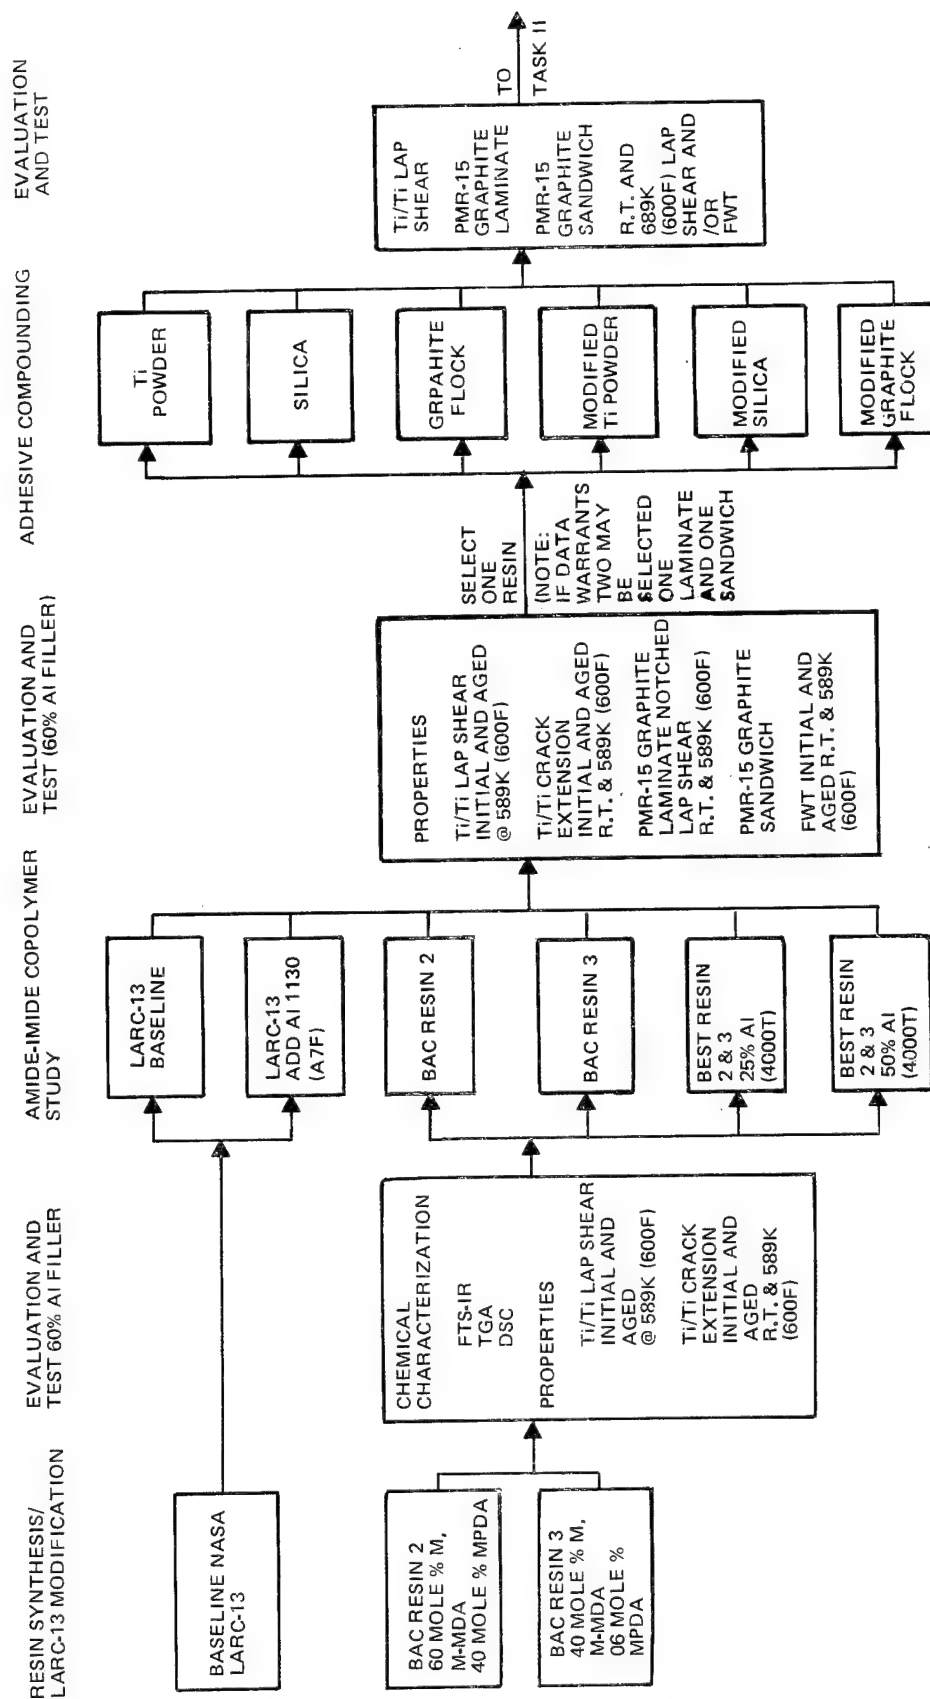 RESIN SYNTHESIS/
LARC-13 MODIFICATION
EVALUATION AND
TEST 60% Al FILLER
AMIDE-IMIDE COPOLYMER
STUDY
EVALUATION AND
TEST (60% Al FILLER)
ADHESIVE COMPOUNDING
EVALUATION
AND TEST
BASELINE NASA
LARC-13
BAC RESIN 2
60 MOLE % M,
M-MDA
40 MOLE % MPDA
BAC RESIN 3
40 MOLE % M,
M-MDA
06 MOLE %
MPDA
CHEMICAL
CHARACTERIZATION
FTS-IR
TGA
DSC
PROPERTIES
Ti/Ti LAP SHEAR
INITIAL AND
AGED
@ 589K (600F)
Ti/Ti CRACK
EXTENSION
INITIAL AND
AGED
R.T. & 589K
(600F)
LARC-13
BASELINE
LARC-13
ADD AI 1130
(A7F)
BAC RESIN 2
BAC RESIN 3
BEST RESIN
2 & 3
25% AI
(4000T)
BEST RESIN
2 & 3
50% AI
(4000T)
PROPERTIES
Ti/Ti LAP SHEAR
INITIAL AND AGED
@ 589K (600F)
Ti/Ti CRACK
EXTENSION
INITIAL AND AGED
R.T. & 589K (600F)
PMR-15 GRAPHITE
LAMINATE NOTCHED
LAP SHEAR
R.T. & 589K (600F)
PMR-15 GRAPHITE
SANDWICH
FWT INITIAL AND
AGED R.T. & 589K
(600F)
SELECT
ONE
RESIN
(NOTE:
IF DATA
WARRANTS
TWO MAY
BE
SELECTED
ONE
LAMINATE
AND ONE
SANDWICH
Ti
POWDER
SILICA
GRPAHITE
FLOCK
MODIFIED
Ti POWDER
MODIFIED
SILICA
MODIFIED
GRAPHITE
FLOCK
Ti/Ti LAP
SHEAR
PMR-15
GRAPHITE
LAMINATE
PMR-15
GRAPHITE
SANDWICH
R.T. AND
689K
(600F) LAP
SHEAR AND
/OR
FWT
TO
TASK II